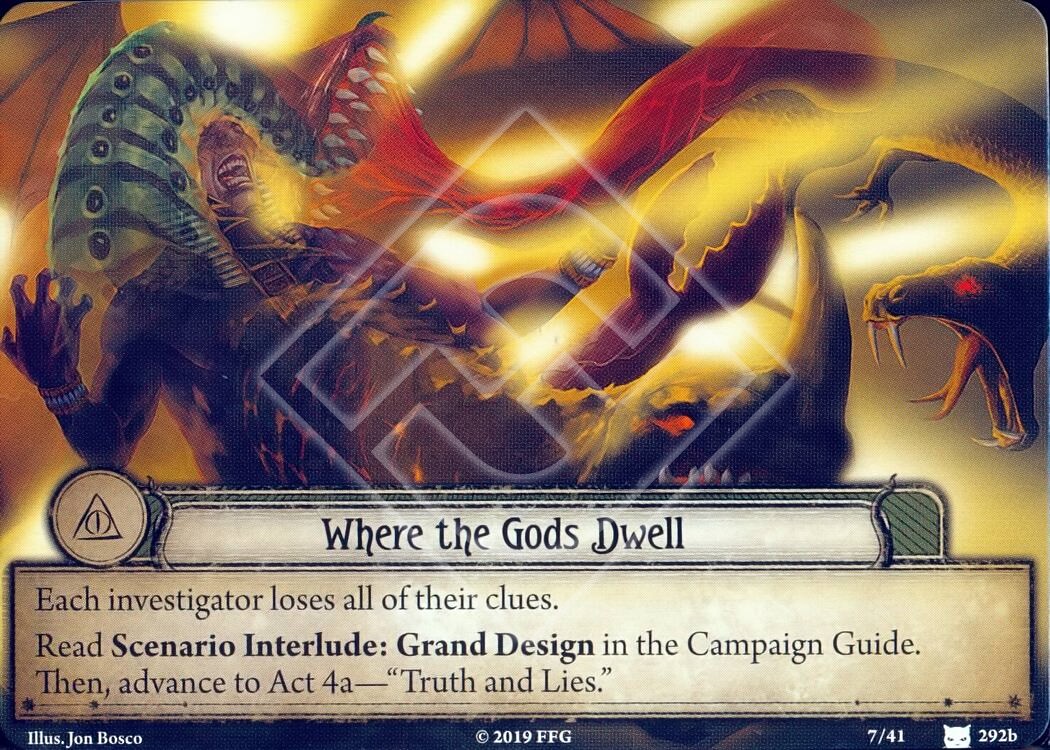 Where the Gods Dwell
Each investigator loses all of their clues.
Read Scenario Interlude: Grand Design in the Campaign Guide.
Then, advance to Act 4a—“Truth and Lies.”
Illus. Jon Bosco
© 2019 FFG
7/41
292b